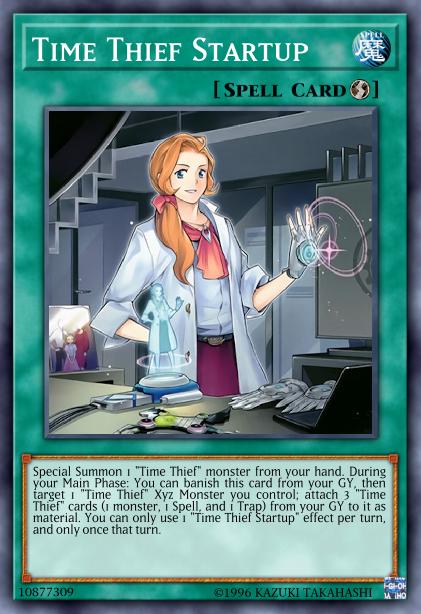 Time Thief Startup
SPELL
魔
[Spell Card]
Special Summon 1 "Time Thief" monster from your hand. During
your Main Phase: You can banish this card from your GY, then
target 1 "Time Thief" Xyz Monster you control; attach 3 "Time
Thief" cards (1 monster, 1 Spell, and 1 Trap) from your GY to it as
material. You can only use 1 "Time Thief Startup" effect per turn,
and only once that turn.
10877309
©1996 KAZUKI TAKAHASHI